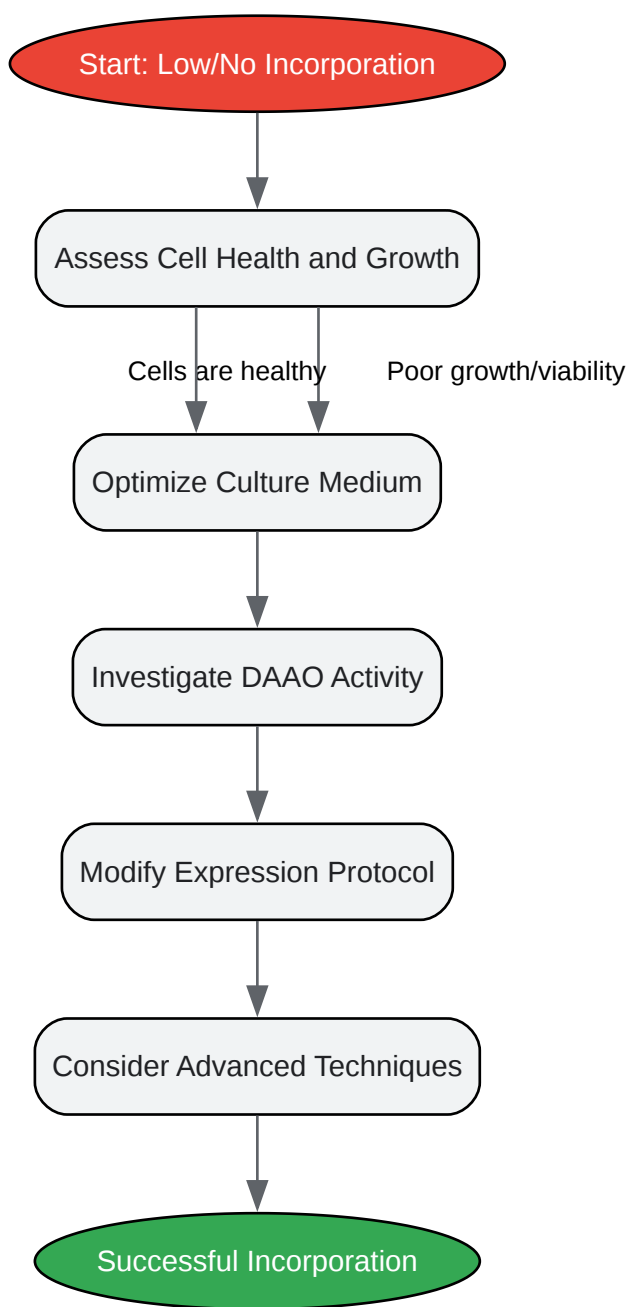 Start: Low/No Incorporation
Assess Cell Health and Growth
Cells are healthy
Poor growth/viability
Optimize Culture Medium
Investigate DAAO Activity
Modify Expression Protocol
Consider Advanced Techniques
Successful Incorporation